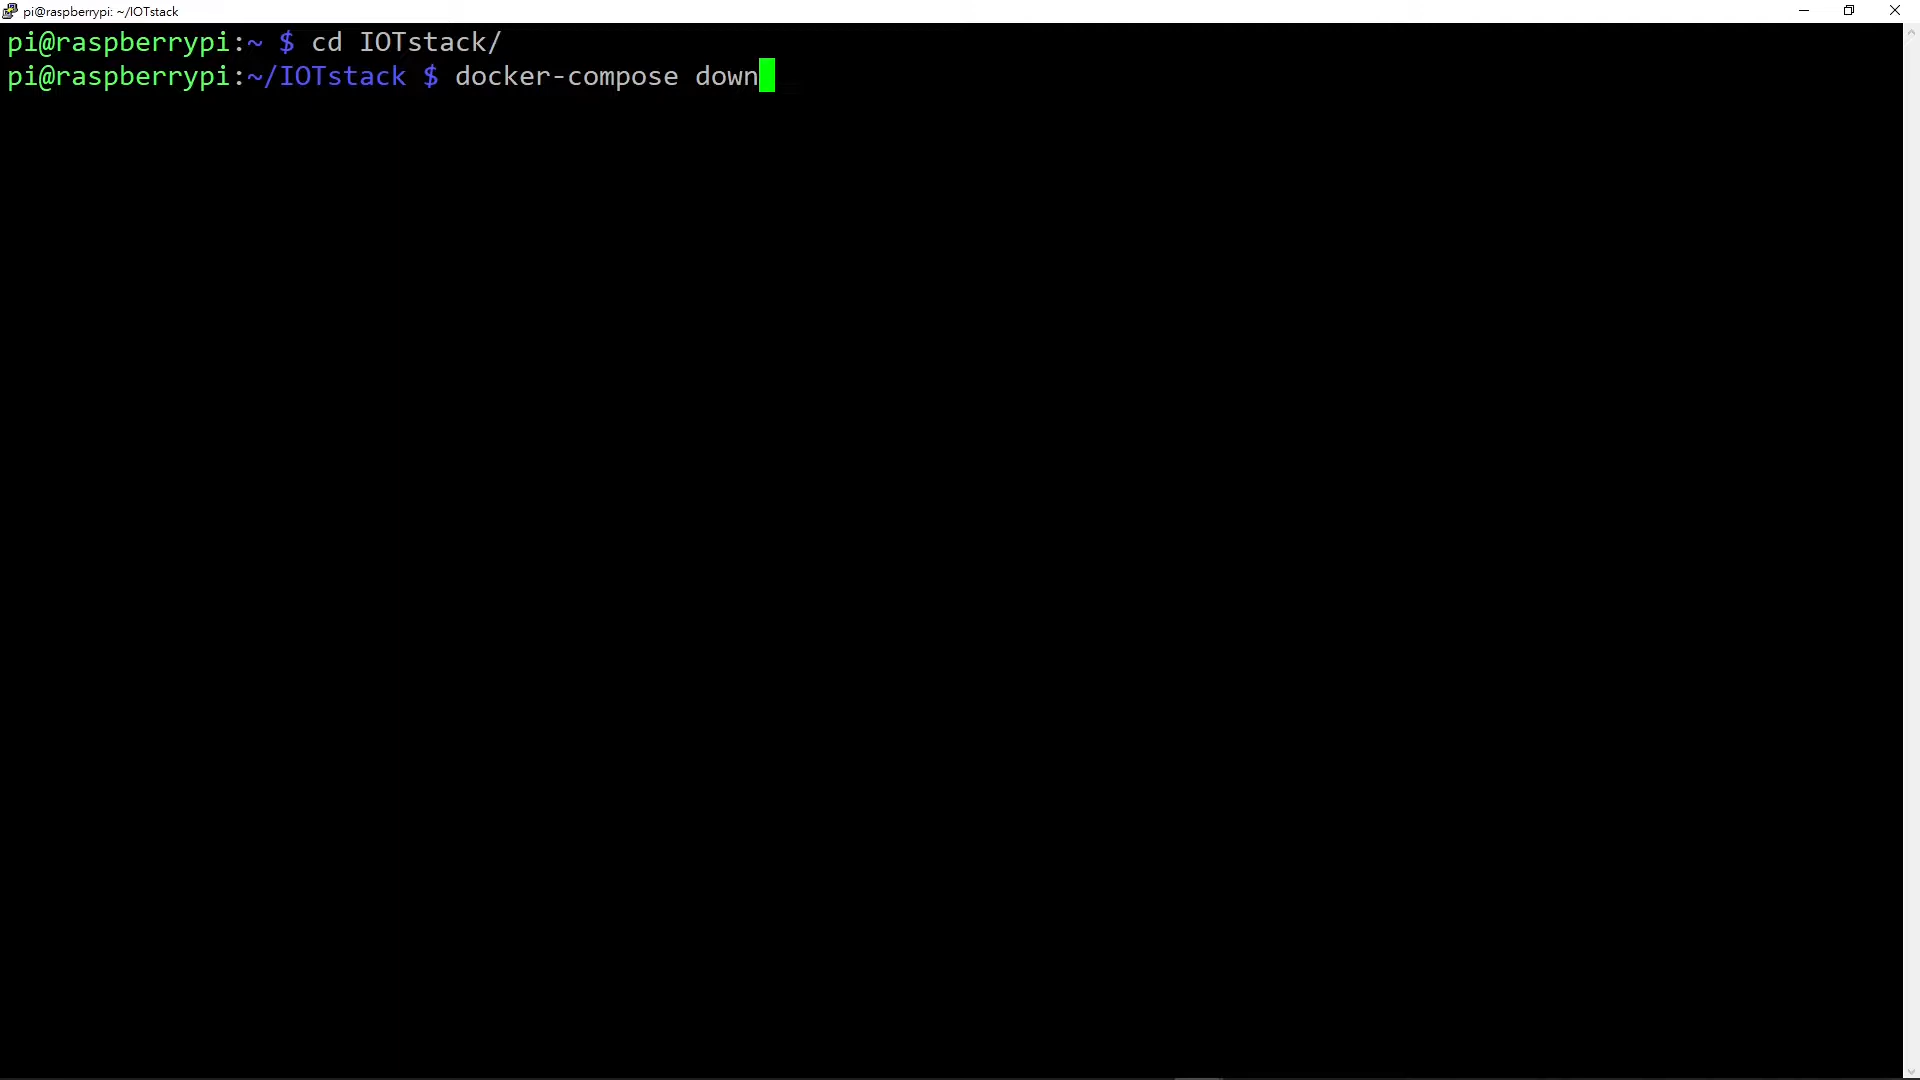 pi@raspberrypi: ~/IOTstack
pi@raspberrypi:~ $ cd IOTstack/
pi@raspberrypi:~/IOTstack $ docker-compose down